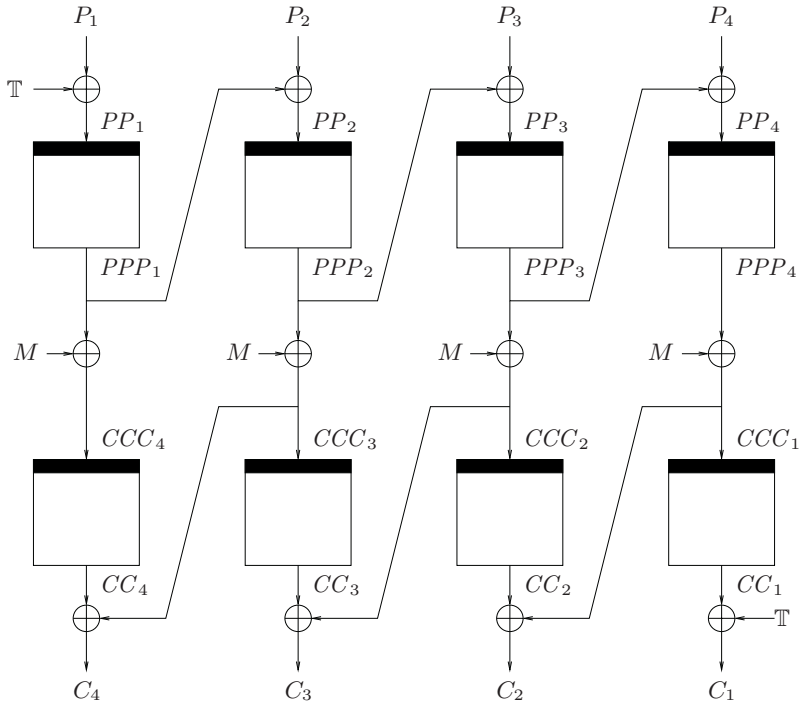 P₁ P₂ P₃ P₄
𝕋
PP₁ PP₂ PP₃ PP₄
PPP₁ PPP₂ PPP₃ PPP₄
M M M M
CCC₄ CCC₃ CCC₂ CCC₁
CC₄ CC₃ CC₂ CC₁
𝕋
C₄ C₃ C₂ C₁